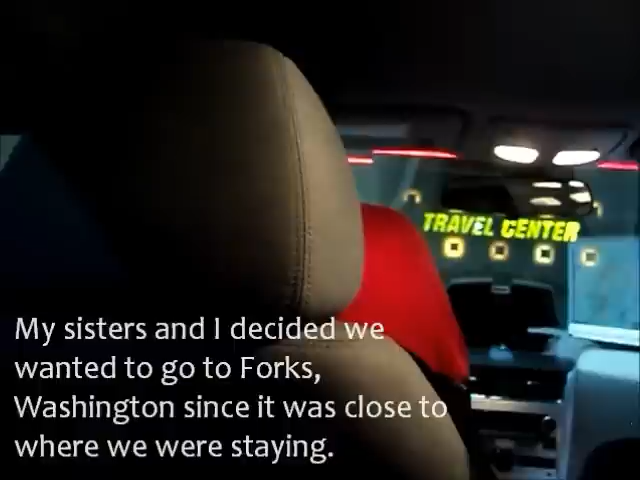 TRAVEL CENTER
My sisters and I decided we
wanted to go to Forks,
Washington since it was close to
where we were staying.